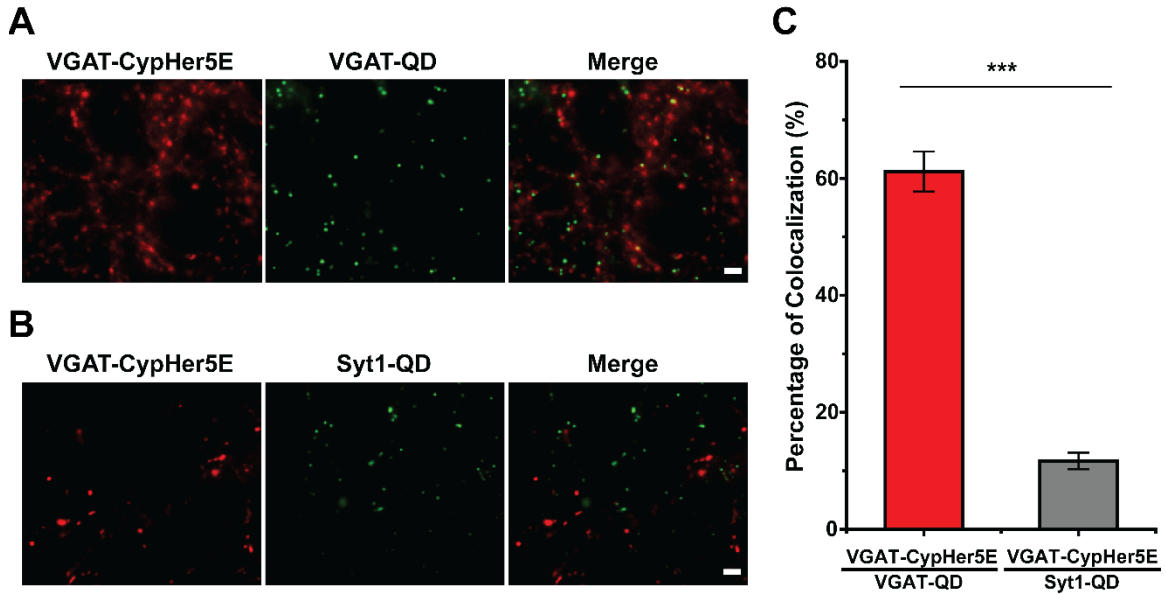 A
VGAT-CypHer5E VGAT-QD Merge
B
VGAT-CypHer5E Syt1-QD Merge
C
Percentage of Colocalization (%)
80
60
40
20
0
***
VGAT-CypHer5E VGAT-CypHer5E
VGAT-QD Syt1-QD